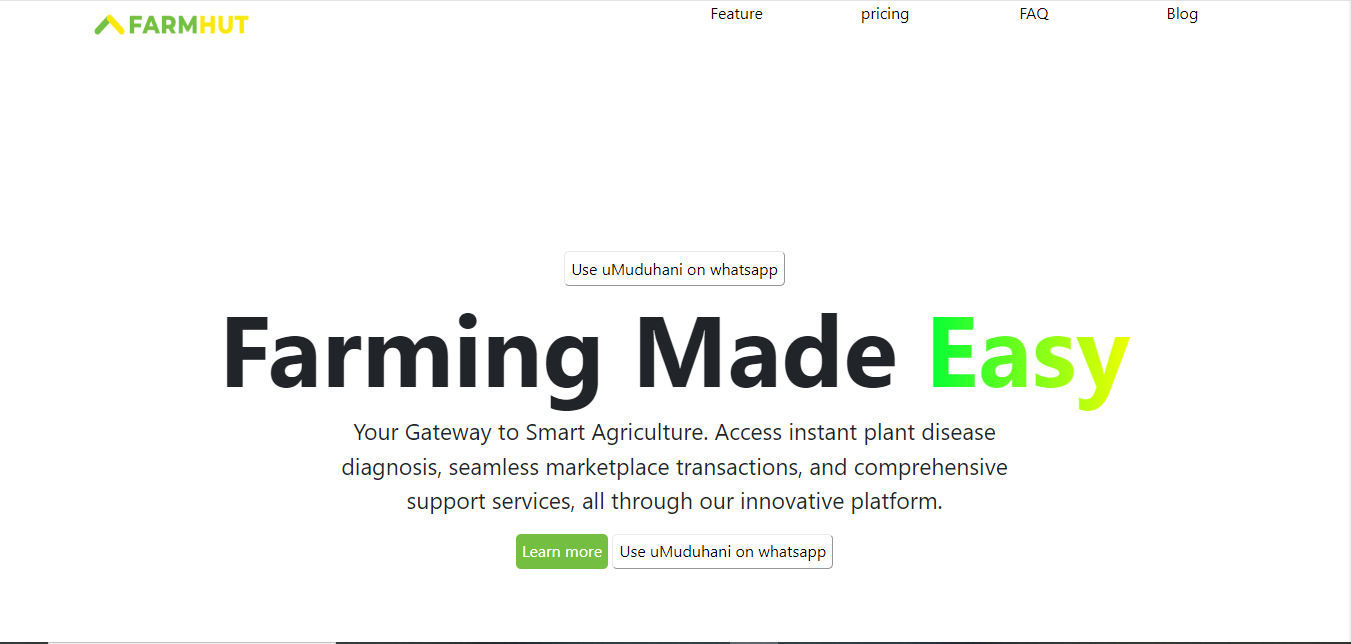 FARMHUT
Feature pricing FAQ Blog
Use uMuduhani on whatsapp
Farming Made Easy
Your Gateway to Smart Agriculture. Access instant plant disease
diagnosis, seamless marketplace transactions, and comprehensive
support services, all through our innovative platform.
Learn more Use uMuduhani on whatsapp